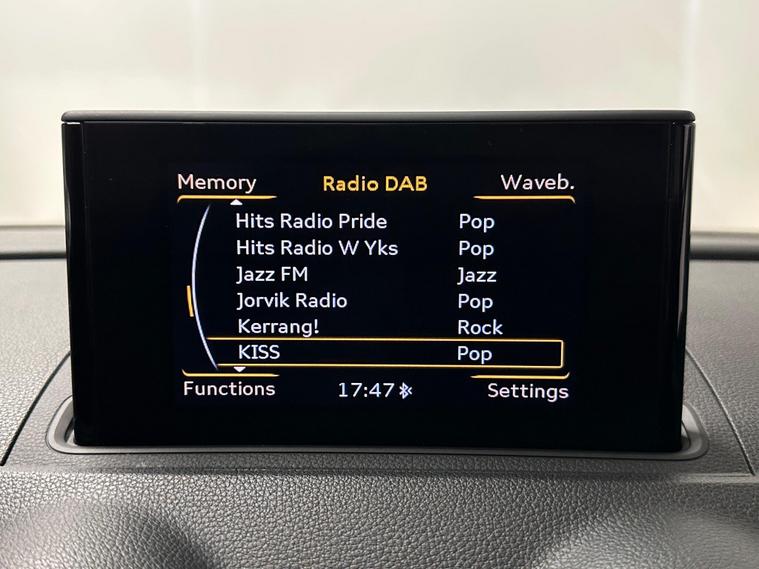 Memory Radio DAB Waveb.
Hits Radio Pride Pop
Hits Radio W Yks Pop
Jazz FM Jazz
Jorvik Radio Pop
Kerrang! Rock
KISS Pop
Functions 17:47 Settings